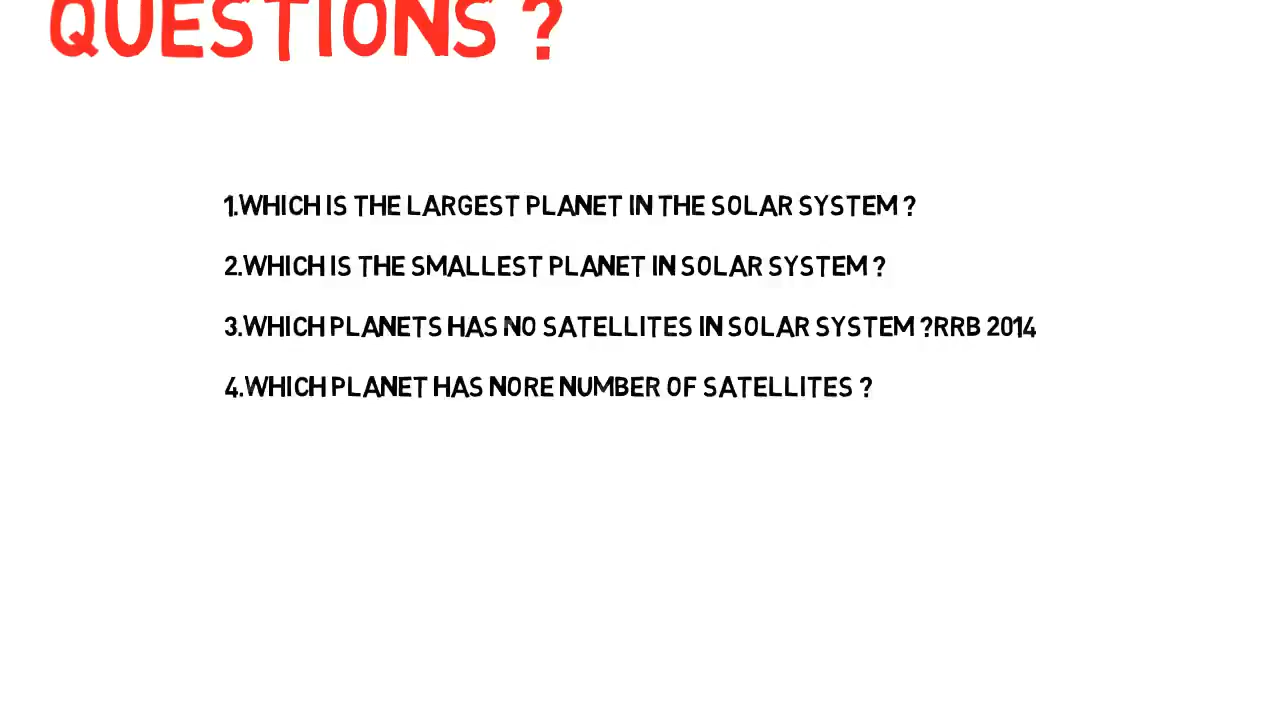 QUESTIONS ?
1.WHICH IS THE LARGEST PLANET IN THE SOLAR SYSTEM ?
2.WHICH IS THE SMALLEST PLANET IN SOLAR SYSTEM ?
3.WHICH PLANETS HAS NO SATELLITES IN SOLAR SYSTEM ?RRB 2014
4.WHICH PLANET HAS NORE NUMBER OF SATELLITES ?